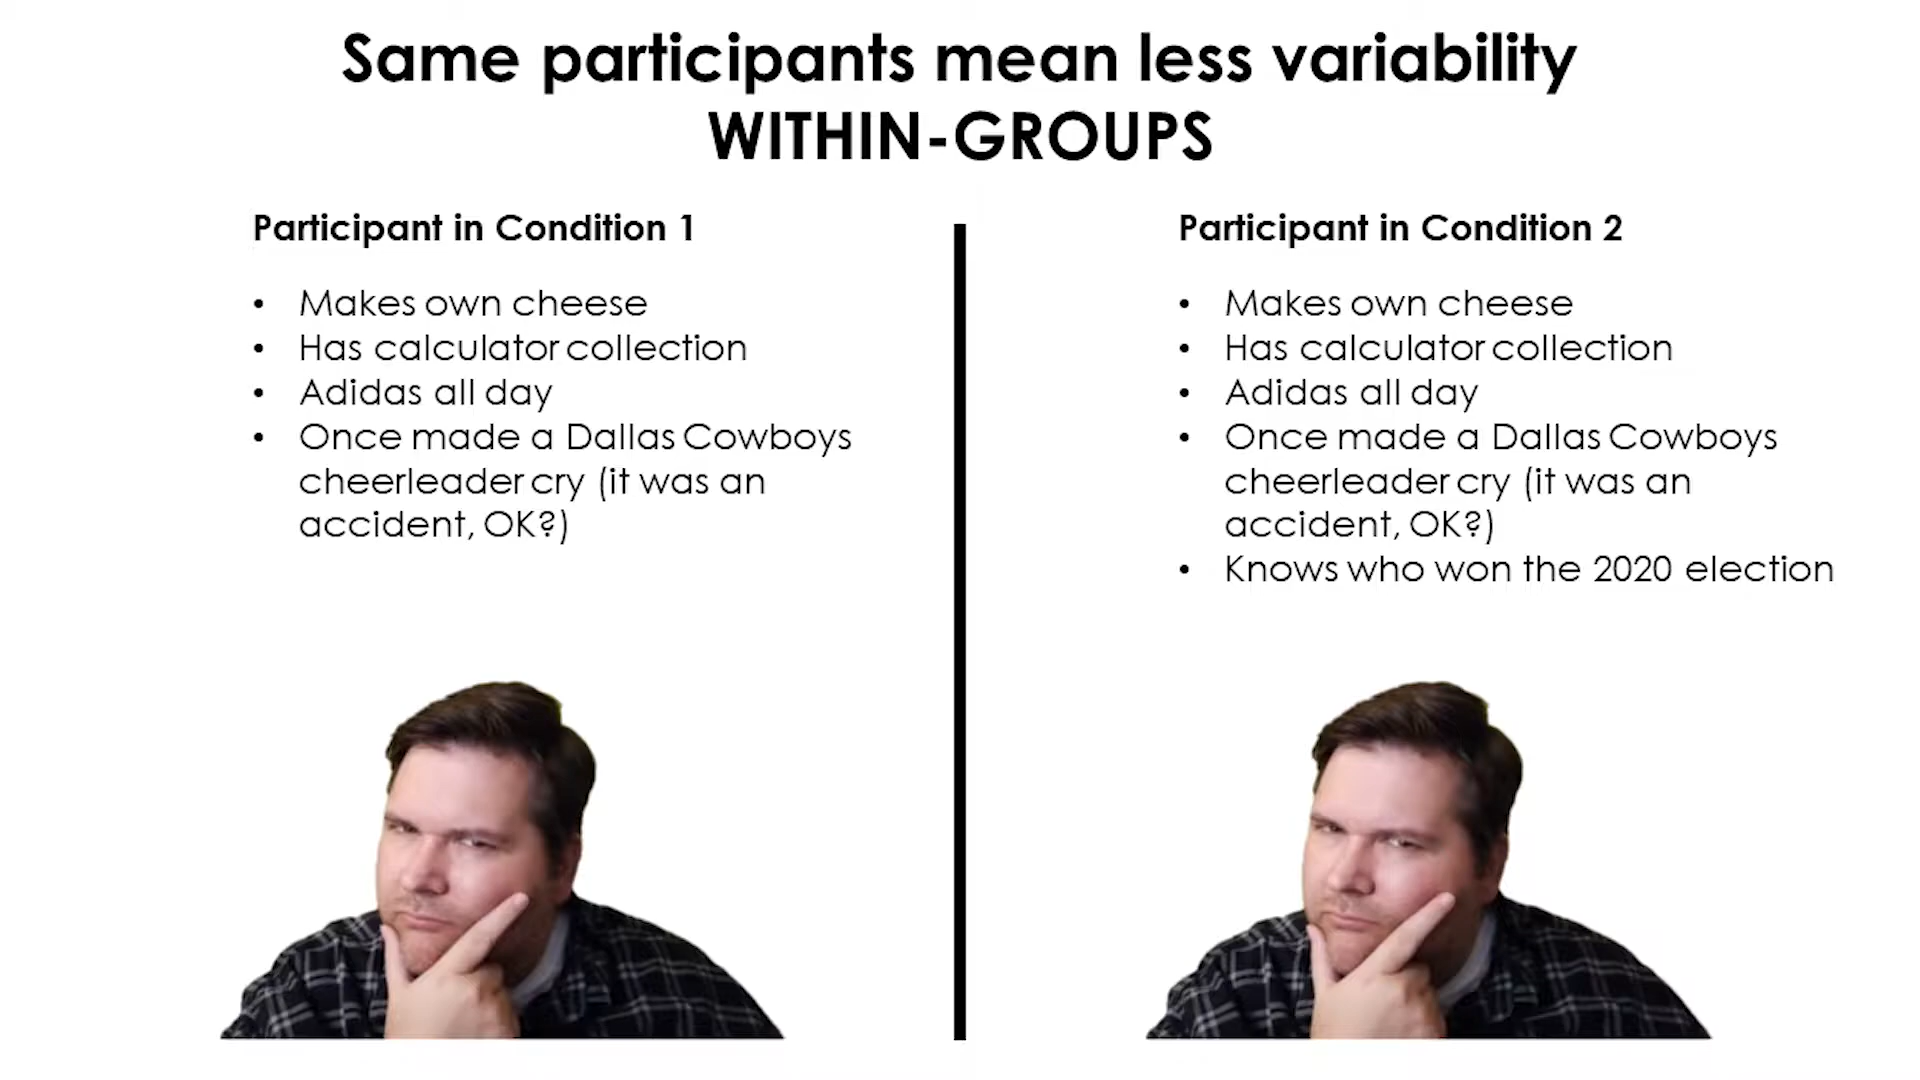 Same participants mean less variability
WITHIN-GROUPS
Participant in Condition 1
• Makes own cheese
• Has calculator collection
• Adidas all day
• Once made a Dallas Cowboys
cheerleader cry (it was an
accident, OK?)
Participant in Condition 2
• Makes own cheese
• Has calculator collection
• Adidas all day
• Once made a Dallas Cowboys
cheerleader cry (it was an
accident, OK?)
• Knows who won the 2020 election